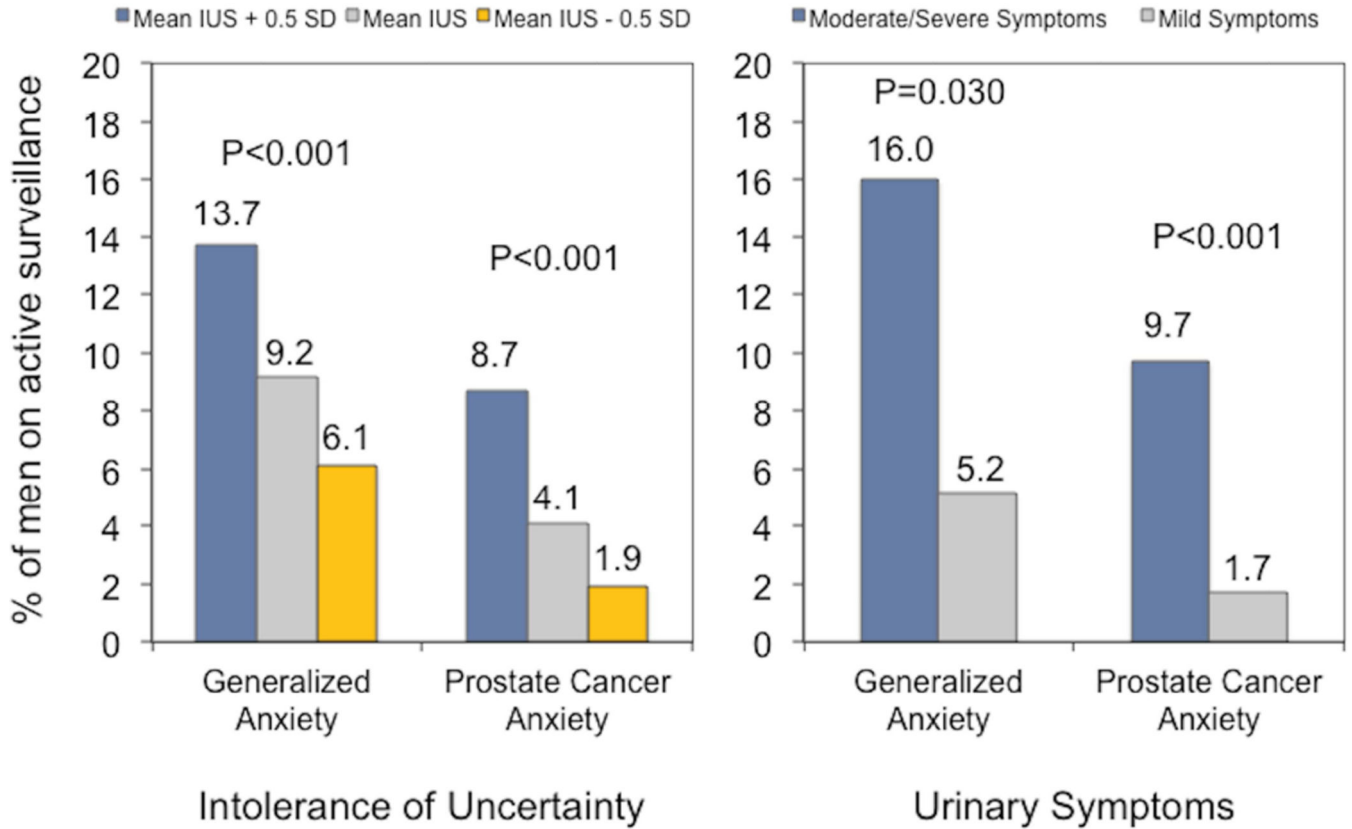 Mean IUS + 0.5 SD Mean IUS Mean IUS - 0.5 SD
% of men on active surveillance
20
18
16
14
12
10
8
6
4
2
0
P<0.001
13.7
9.2
6.1
P<0.001
8.7
4.1
1.9
Generalized
Anxiety
Prostate Cancer
Anxiety
Intolerance of Uncertainty
Moderate/Severe Symptoms Mild Symptoms
20
18
16
14
12
10
8
6
4
2
0
P=0.030
16.0
5.2
P<0.001
9.7
1.7
Generalized
Anxiety
Prostate Cancer
Anxiety
Urinary Symptoms